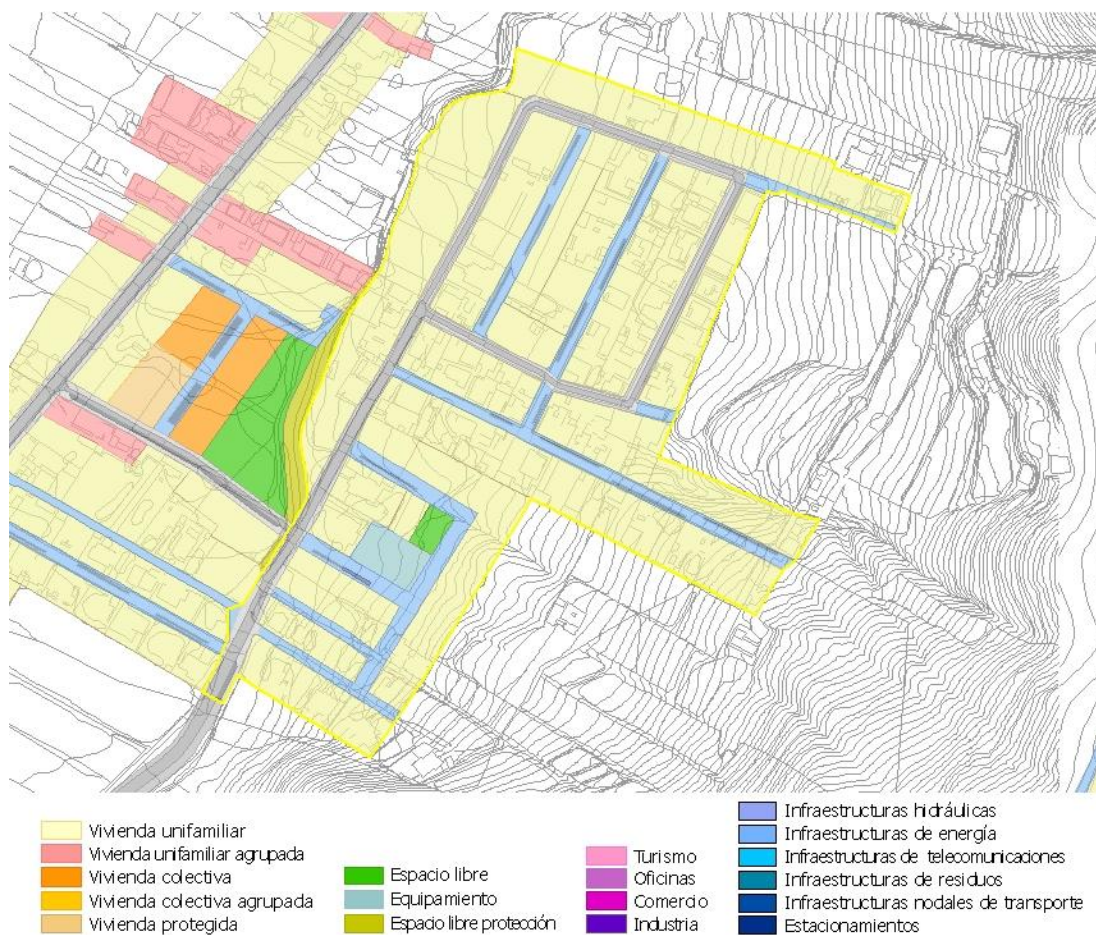 Vivienda unifamiliar
Vivienda unifamiliar agrupada
Vivienda colectiva
Vivienda colectiva agrupada
Vivienda protegida
Espacio libre
Equipamiento
Espacio libre protección
Turismo
Oficinas
Comercio
Industria
Infraestructuras hidráulicas
Infraestructuras de energía
Infraestructuras de telecomunicaciones
Infraestructuras de residuos
Infraestructuras nodales de transporte
Estacionamientos